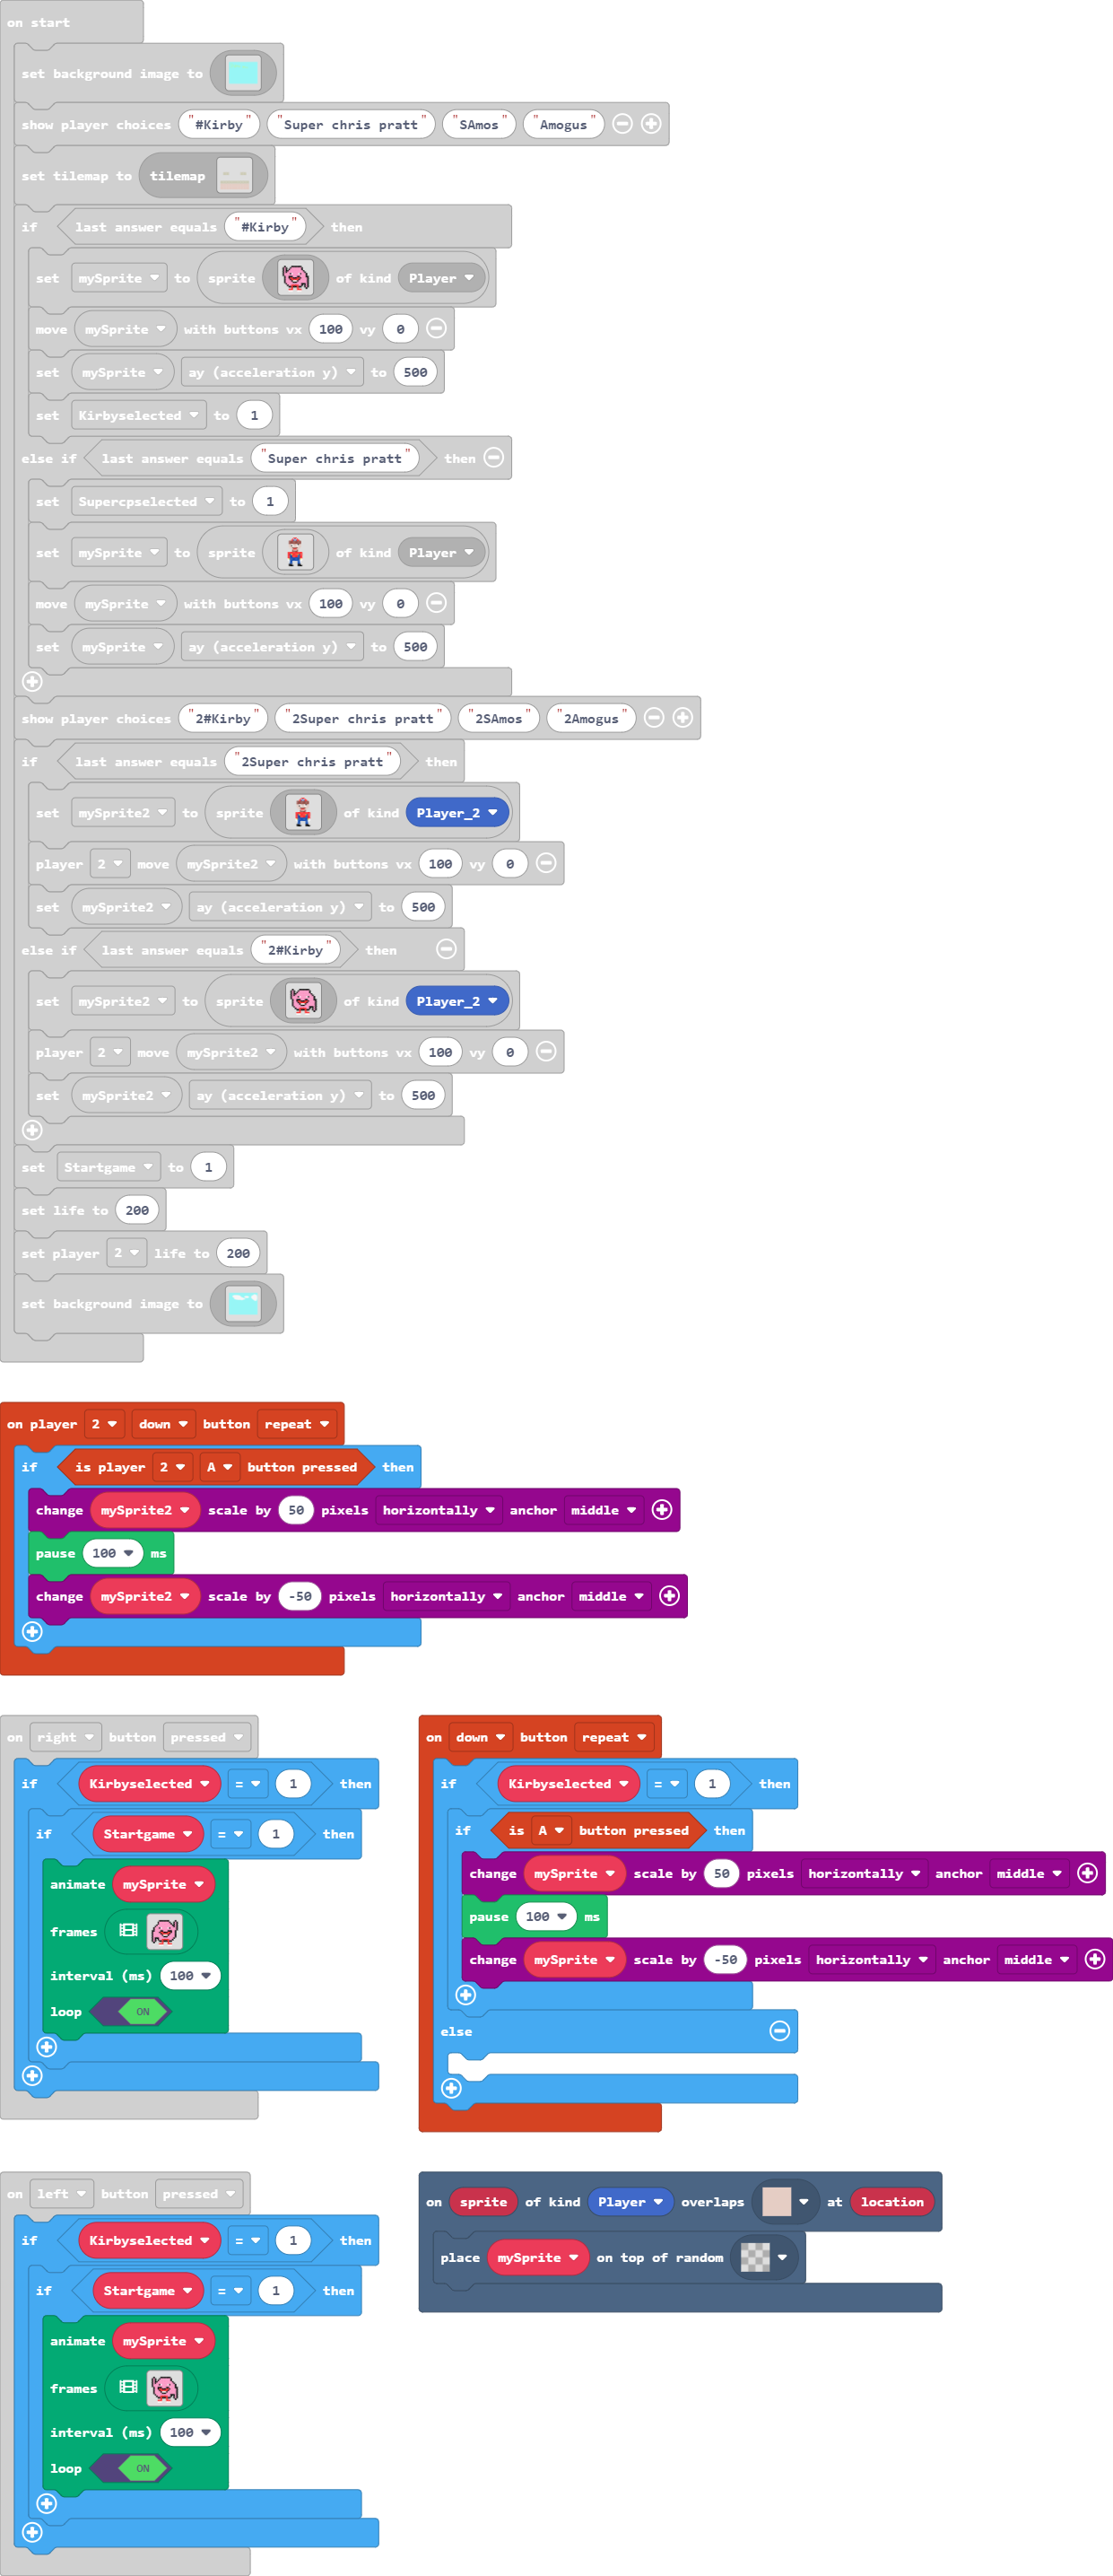 on start
set background image to
show player choices "#Kirby" "Super chris pratt" "SAmos" "Amogus"
set tilemap to tilemap
if last answer equals "#Kirby" then
set mySprite to sprite of kind Player
move mySprite with buttons vx 100 vy 0
set mySprite ay (acceleration y) to 500
set Kirbyselected to 1
else if last answer equals "Super chris pratt" then
set Supercpselected to 1
set mySprite to sprite of kind Player
move mySprite with buttons vx 100 vy 0
set mySprite ay (acceleration y) to 500
show player choices "2#Kirby" "2Super chris pratt" "2SAmos" "2Amogus"
if last answer equals "2Super chris pratt" then
set mySprite2 to sprite of kind Player_2
player 2 move mySprite2 with buttons vx 100 vy 0
set mySprite2 ay (acceleration y) to 500
else if last answer equals "2#Kirby" then
set mySprite2 to sprite of kind Player_2
player 2 move mySprite2 with buttons vx 100 vy 0
set mySprite2 ay (acceleration y) to 500
set Startgame to 1
set life to 200
set player 2 life to 200
set background image to
on player 2 down button repeat
if is player 2 A button pressed then
change mySprite2 scale by 50 pixels horizontally anchor middle
pause 100 ms
change mySprite2 scale by -50 pixels horizontally anchor middle
on right button pressed
if Kirbyselected = 1 then
if Startgame = 1 then
animate mySprite
frames
interval (ms) 100
loop ON
on down button repeat
if Kirbyselected = 1 then
if is A button pressed then
change mySprite scale by 50 pixels horizontally anchor middle
pause 100 ms
change mySprite scale by -50 pixels horizontally anchor middle
else
on left button pressed
if Kirbyselected = 1 then
if Startgame = 1 then
animate mySprite
frames
interval (ms) 100
loop ON
on sprite of kind Player overlaps at location
place mySprite on top of random